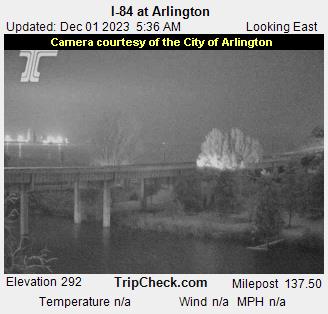 I-84 at Arlington
Updated: Dec 01 2023 5:36 AM Looking East
Camera courtesy of the City of Arlington
Elevation 292 TripCheck.com Milepost 137.50
Temperature n/a Wind n/a MPH n/a